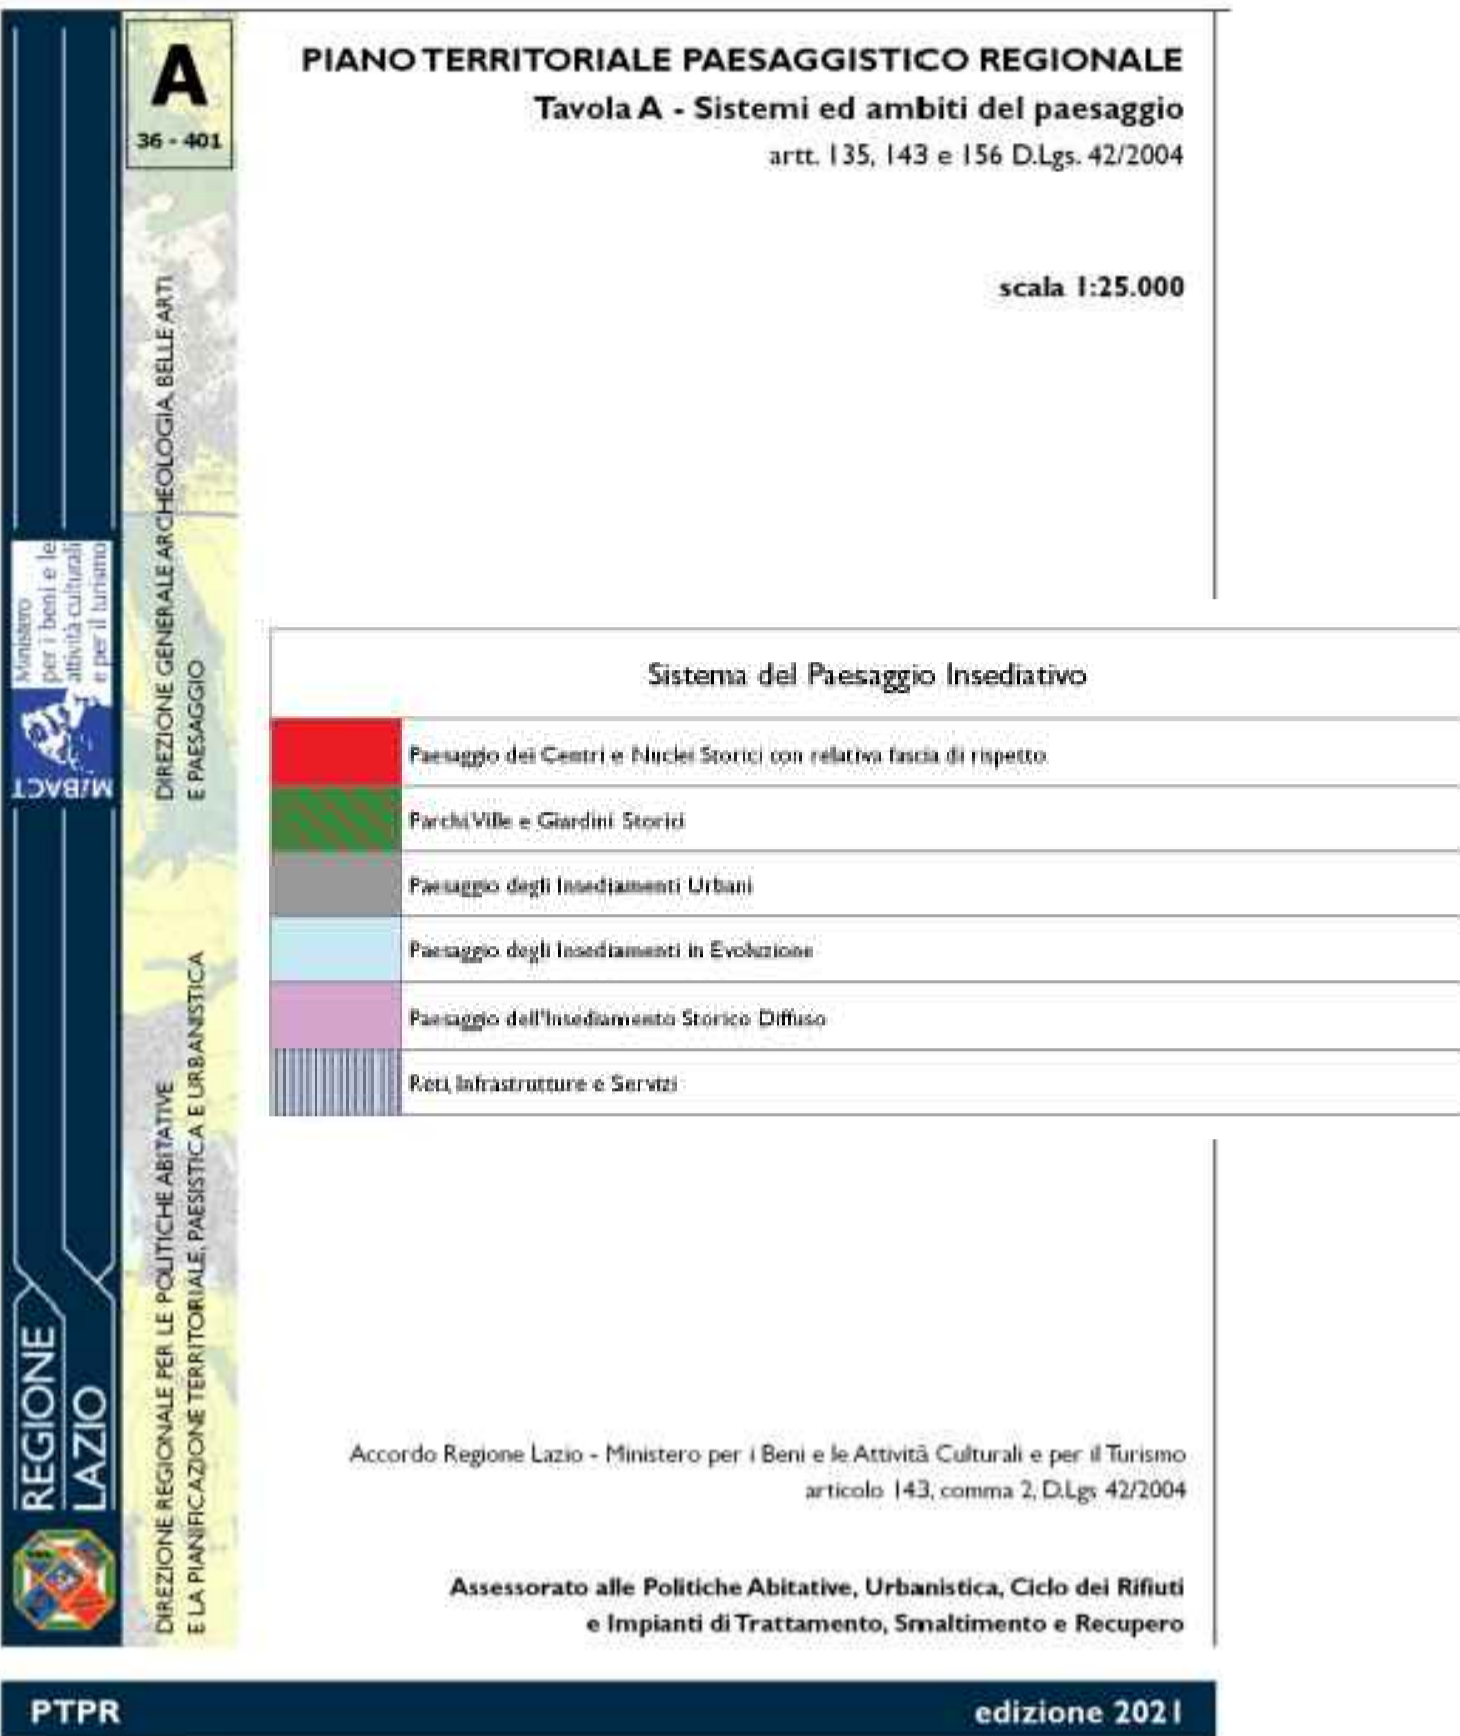 A
36 - 401
PIANO TERRITORIALE PAESAGGISTICO REGIONALE
Tavola A - Sistemi ed ambiti del paesaggio
artt. 135, 143 e 156 D.Lgs. 42/2004
scala 1:25.000
Ministero
per i beni e le
attività culturali
e per il turismo
MiBACT
DIREZIONE GENERALE ARCHEOLOGIA, BELLE ARTI
E PAESAGGIO
Sistema del Paesaggio Insediativo
Paesaggio dei Centri e Nuclei Storici con relativa fascia di rispetto
Parchi, Ville e Giardini Storici
Paesaggio degli Insediamenti Urbani
Paesaggio degli Insediamenti in Evoluzione
Paesaggio dell'Insediamento Storico Diffuso
Reti, Infrastrutture e Servizi
REGIONE
LAZIO
DIREZIONE REGIONALE PER LE POLITICHE ABITATIVE
E LA PIANIFICAZIONE TERRITORIALE, PAESISTICA E URBANISTICA
Accordo Regione Lazio - Ministero per i Beni e le Attività Culturali e per il Turismo
articolo 143, comma 2, D.Lgs 42/2004
Assessorato alle Politiche Abitative, Urbanistica, Ciclo dei Rifiuti
e Impianti di Trattamento, Smaltimento e Recupero
PTPR
edizione 2021